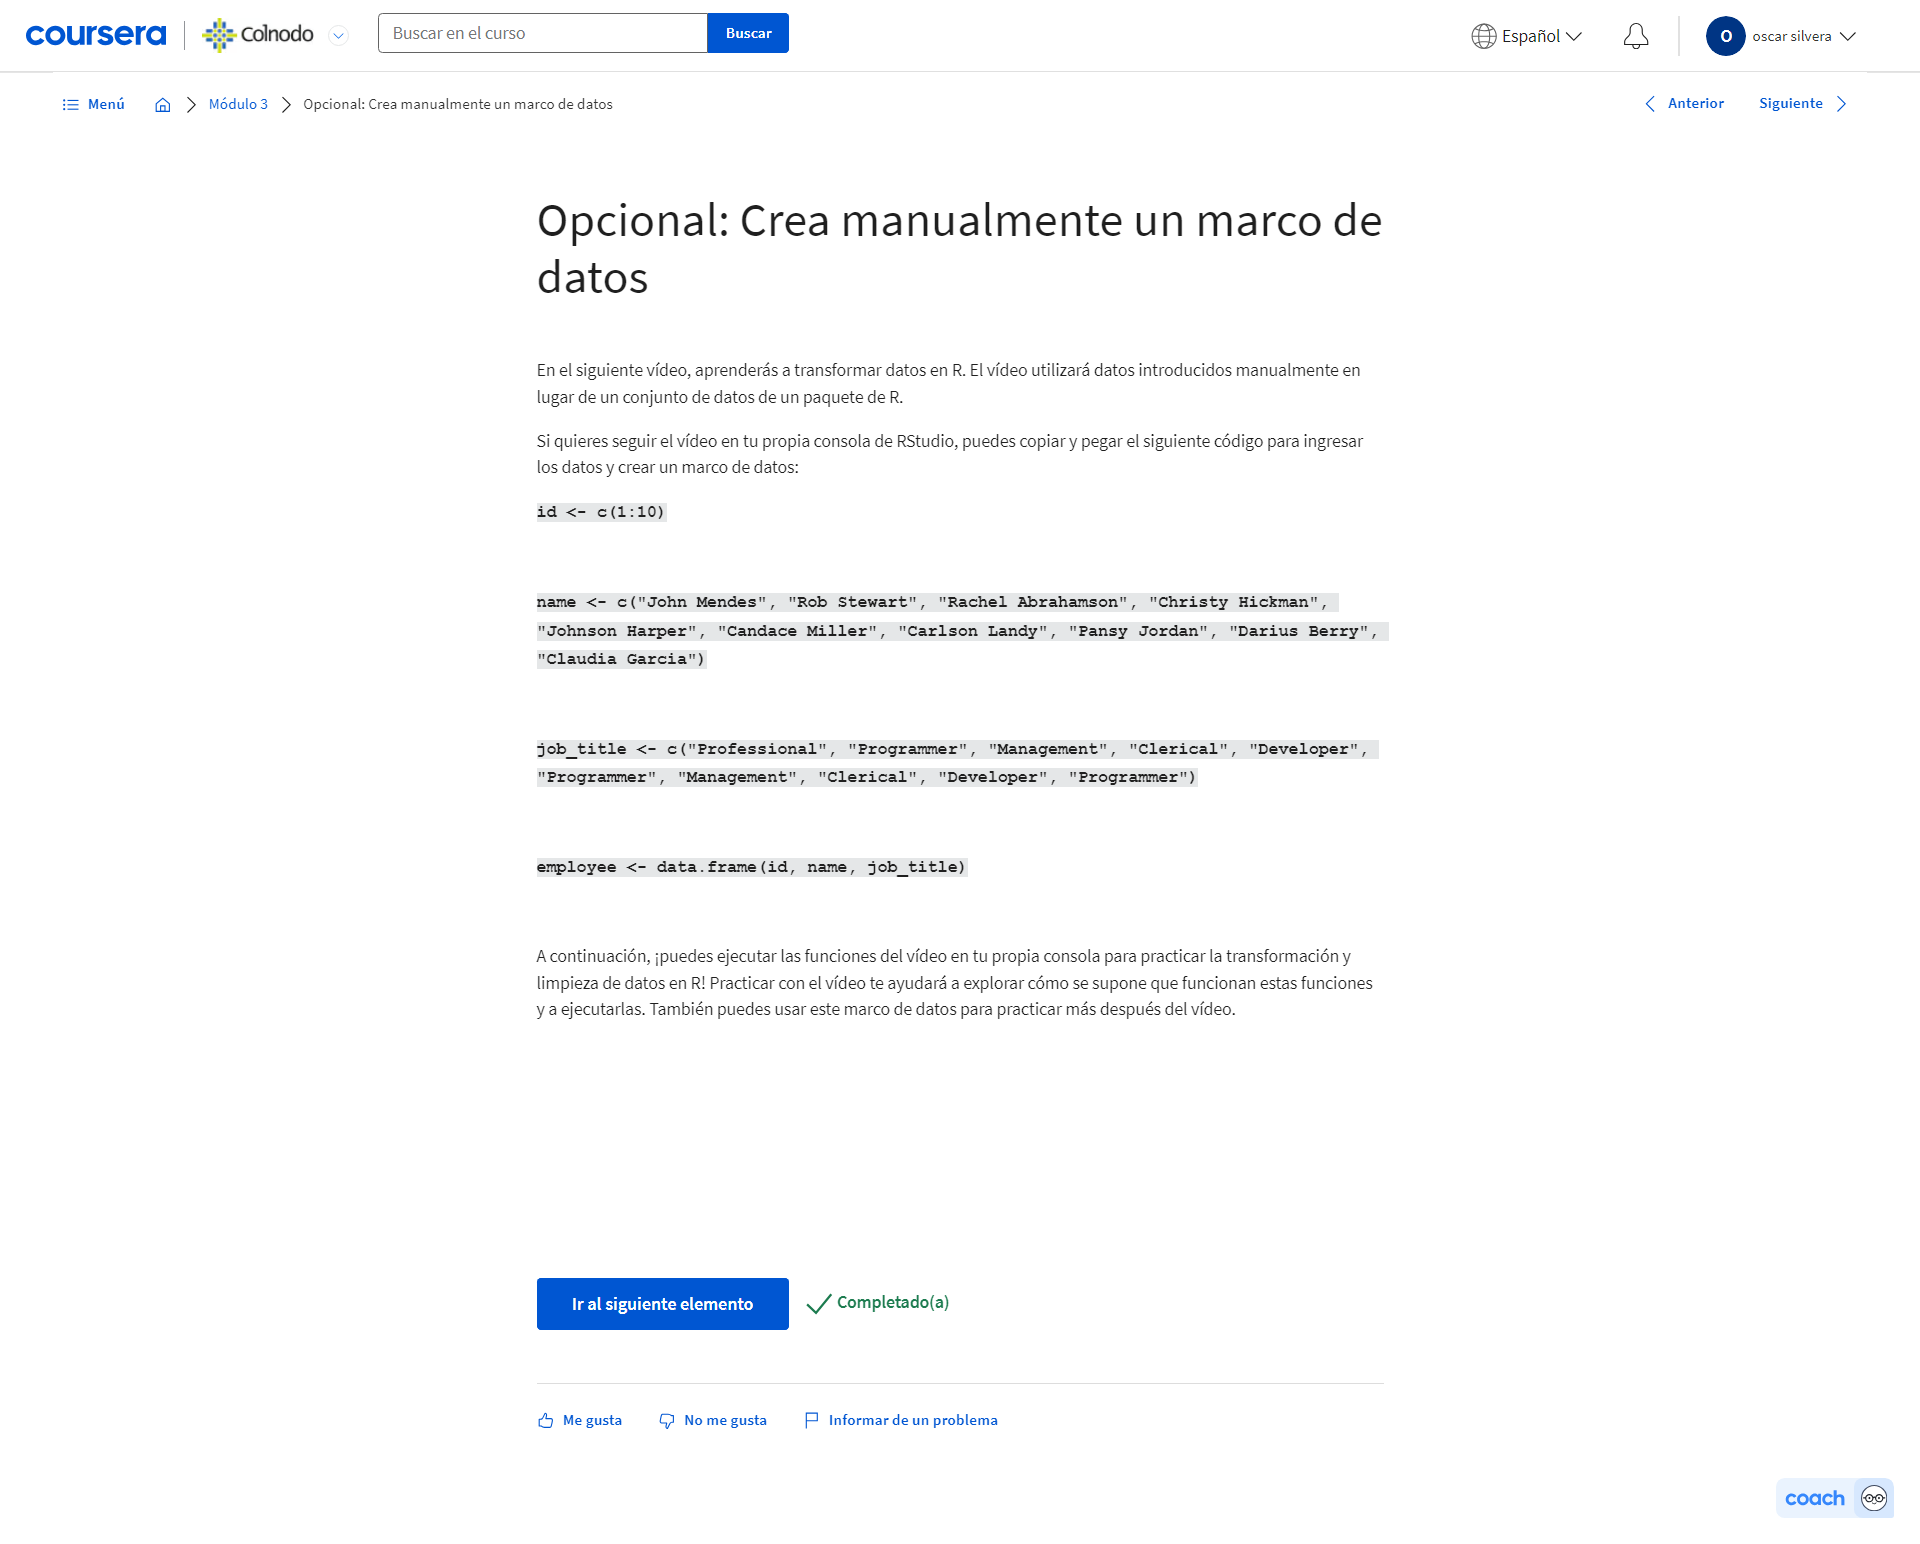 coursera
Colnodo
Buscar en el curso
Buscar
Español
O
oscar silvera
Menú
Módulo 3
Opcional: Crea manualmente un marco de datos
Anterior
Siguiente
Opcional: Crea manualmente un marco de
datos
En el siguiente vídeo, aprenderás a transformar datos en R. El vídeo utilizará datos introducidos manualmente en
lugar de un conjunto de datos de un paquete de R.
Si quieres seguir el vídeo en tu propia consola de RStudio, puedes copiar y pegar el siguiente código para ingresar
los datos y crear un marco de datos:
id <- c(1:10)
name <- c("John Mendes", "Rob Stewart", "Rachel Abrahamson", "Christy Hickman",
"Johnson Harper", "Candace Miller", "Carlson Landy", "Pansy Jordan", "Darius Berry",
"Claudia Garcia")
job_title <- c("Professional", "Programmer", "Management", "Clerical", "Developer",
"Programmer", "Management", "Clerical", "Developer", "Programmer")
employee <- data.frame(id, name, job_title)
A continuación, ¡puedes ejecutar las funciones del vídeo en tu propia consola para practicar la transformación y
limpieza de datos en R! Practicar con el vídeo te ayudará a explorar cómo se supone que funcionan estas funciones
y a ejecutarlas. También puedes usar este marco de datos para practicar más después del vídeo.
Ir al siguiente elemento
Completado(a)
Me gusta
No me gusta
Informar de un problema
coach